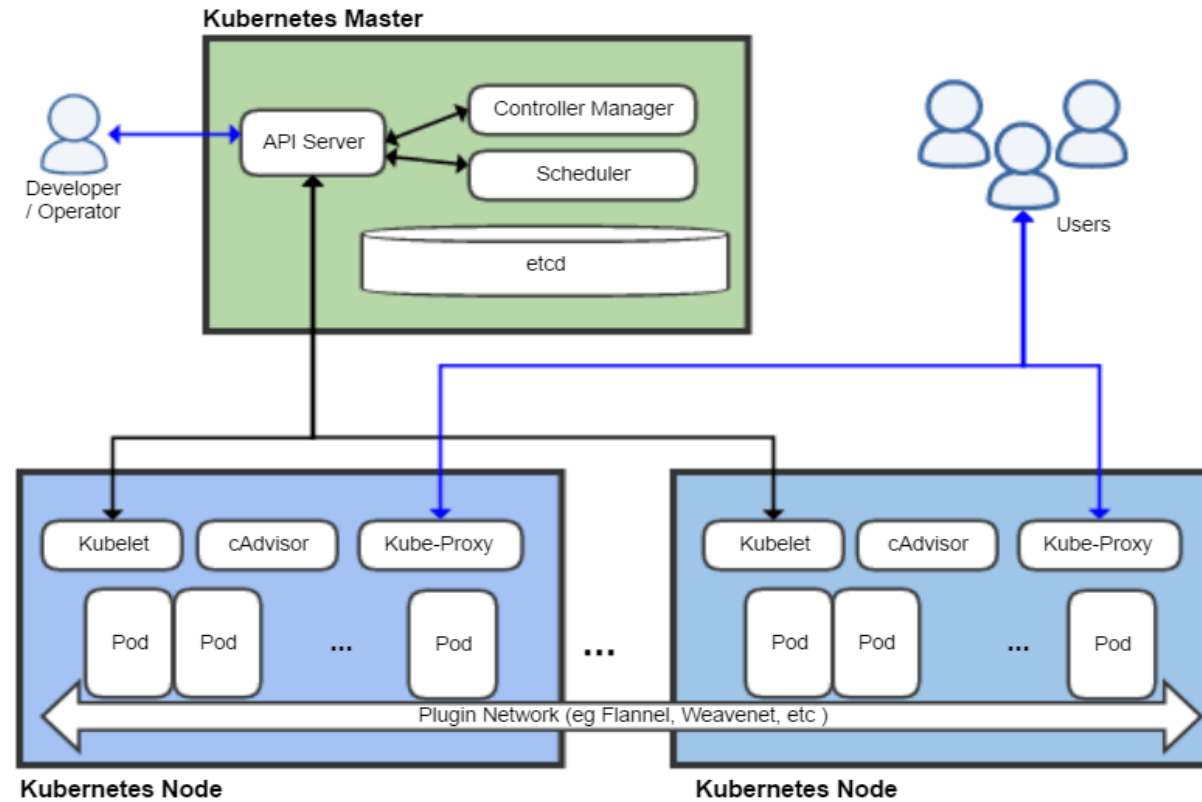 Kubernetes Master
API Server
Controller Manager
Scheduler
etcd
Developer
/ Operator
Users
Kubelet
cAdvisor
Kube-Proxy
Pod
Pod
...
Pod
...
Kubelet
cAdvisor
Kube-Proxy
Pod
Pod
...
Pod
Plugin Network (eg Flannel, Weavenet, etc )
Kubernetes Node
Kubernetes Node